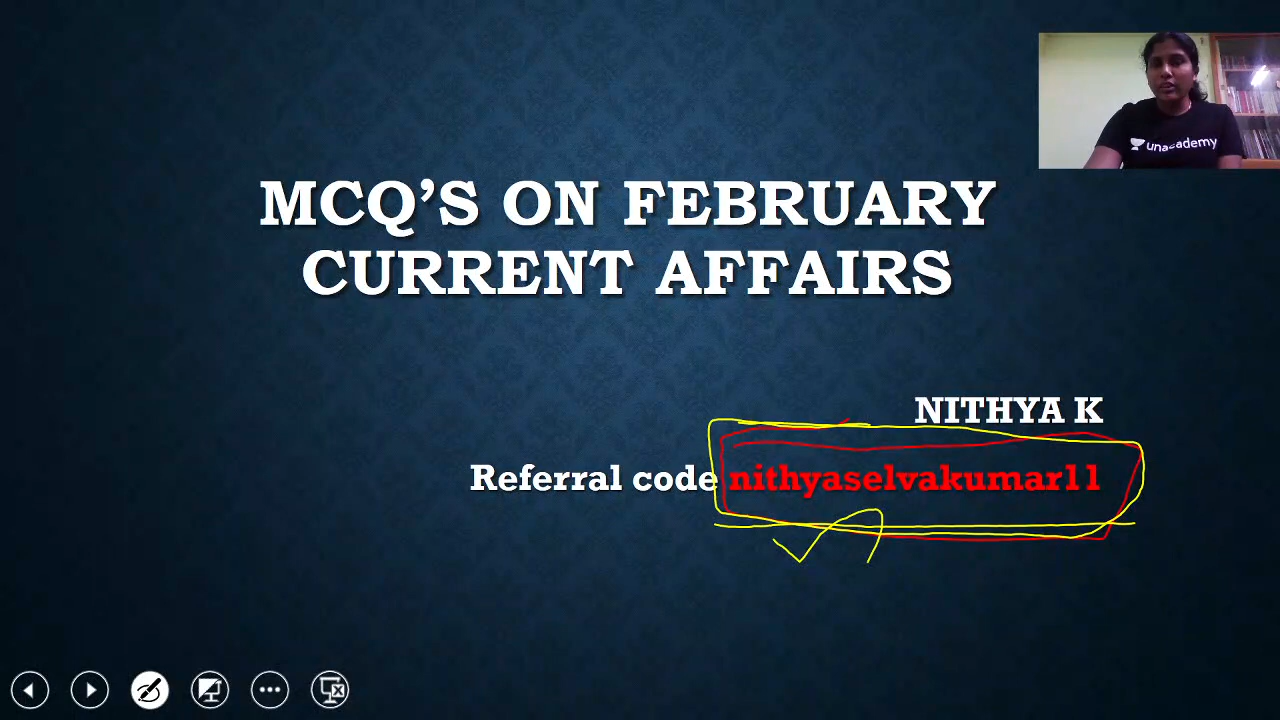 unacademy
MCQ’S ON FEBRUARY
CURRENT AFFAIRS
NITHYA K
Referral code nithyaselvakumar11